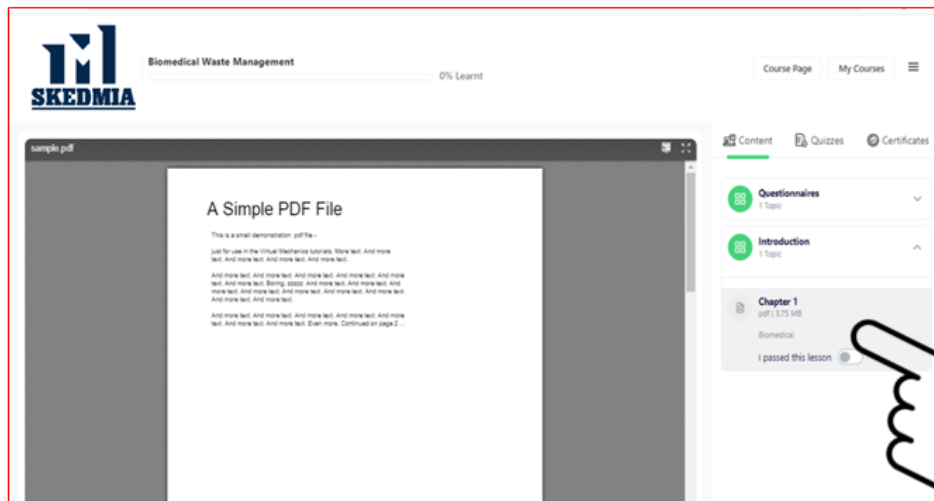 SKEDMIA
Biomedical Waste Management
0% Learnt
Course Page
My Courses
sample.pdf
A Simple PDF File
This is a small demonstration .pdf file -
just for use in the Virtual Mechanics tutorials. More text. And more
text. And more text. And more text. And more text.
And more text. And more text. And more text. And more text. And more
text. And more text. Boring, zzzzz. And more text. And more text. And
more text. And more text. And more text. And more text. And more text.
And more text. And more text.
And more text. And more text. And more text. And more text. And more
text. And more text. And more text. Even more. Continued on page 2 ...
Content
Quizzes
Certificates
Questionnaires
1 Topic
Introduction
1 Topic
Chapter 1
pdf | 3.75 MB
Biomedical
I passed this lesson